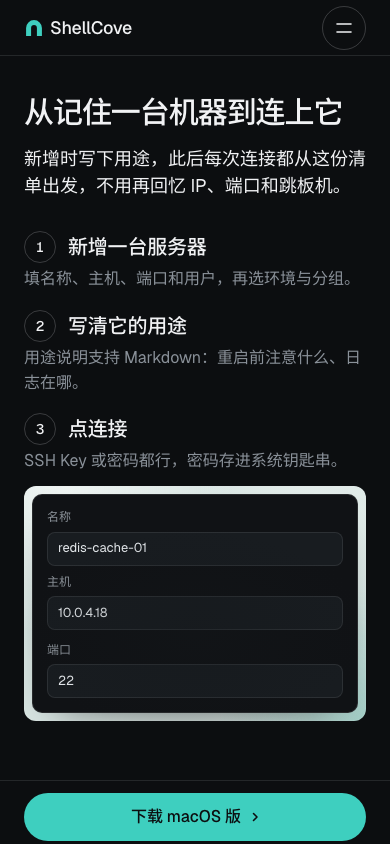 ShellCove
从记住一台机器到连上它
新增时写下用途，此后每次连接都从这份清
单出发，不用再回忆 IP、端口和跳板机。
1 新增一台服务器
填名称、主机、端口和用户，再选环境与分组。
2 写清它的用途
用途说明支持 Markdown：重启前注意什么、日
志在哪。
3 点连接
SSH Key 或密码都行，密码存进系统钥匙串。
名称
redis-cache-01
主机
10.0.4.18
端口
22
下载 macOS 版 ›